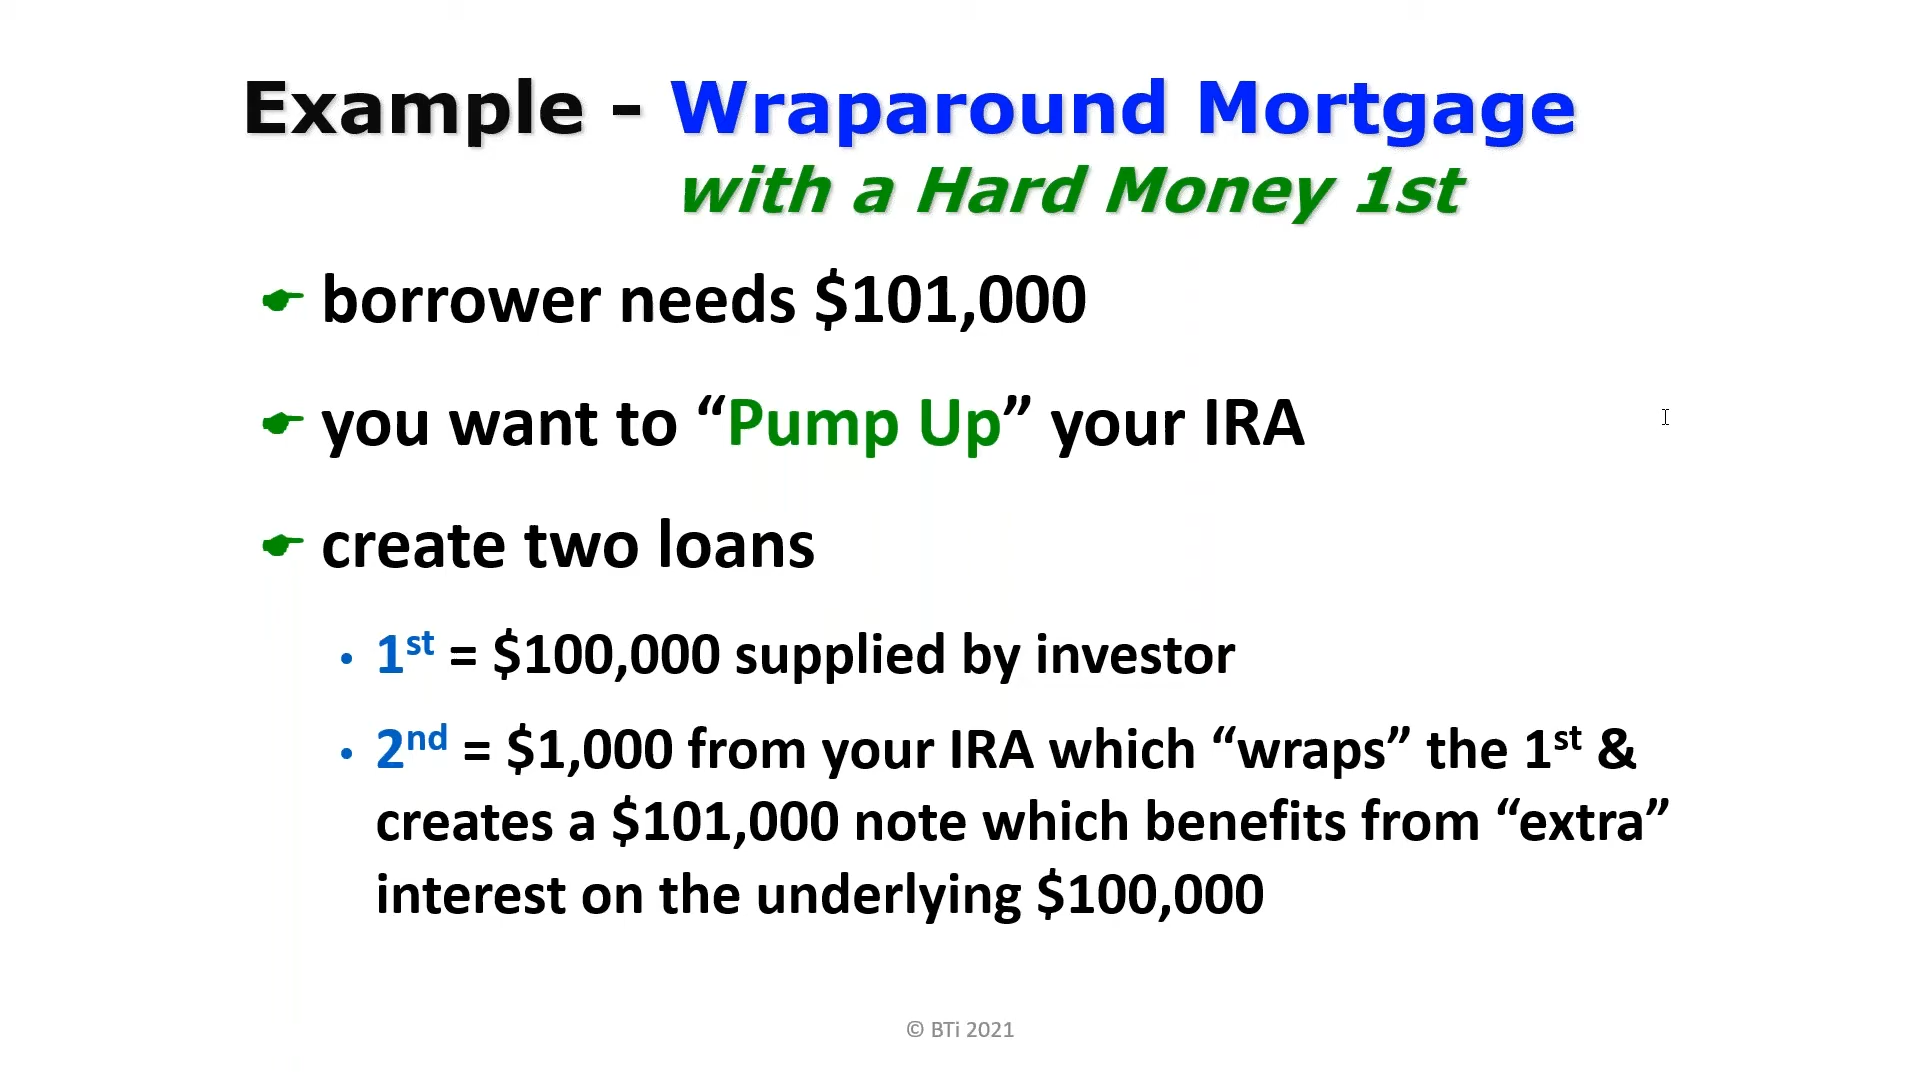 Example - Wraparound Mortgage
with a Hard Money 1st
borrower needs $101,000
you want to “Pump Up” your IRA
create two loans
• 1st = $100,000 supplied by investor
• 2nd = $1,000 from your IRA which “wraps” the 1st &
creates a $101,000 note which benefits from “extra”
interest on the underlying $100,000
© BTi 2021